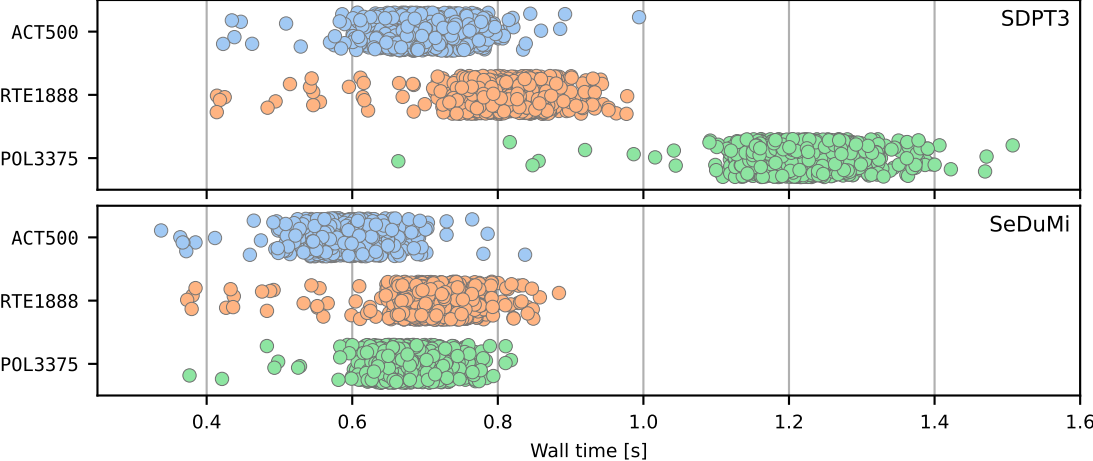 SDPT3
ACT500
RTE1888
POL3375
SeDuMi
ACT500
RTE1888
POL3375
0.4 0.6 0.8 1.0 1.2 1.4 1.6
Wall time [s]